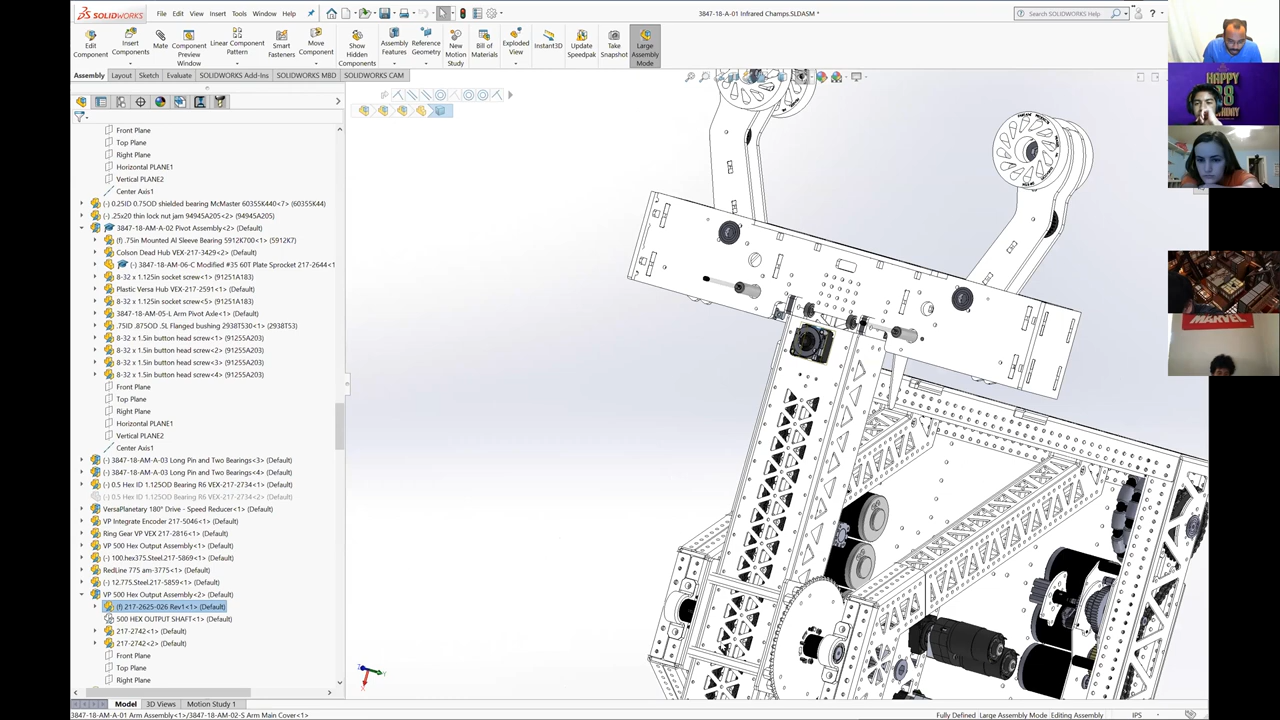 SOLIDWORKS
File Edit View Insert Tools Window Help
3847-18-A-01 Infrared Champs.SLDASM *
Search SOLIDWORKS Help
Edit Component
Insert Components
Mate
Component Preview Window
Linear Component Pattern
Smart Fasteners
Move Component
Show Hidden Components
Assembly Features
Reference Geometry
New Motion Study
Bill of Materials
Exploded View
Instant3D
Update Speedpak
Take Snapshot
Large Assembly Mode
Assembly Layout Sketch Evaluate SOLIDWORKS Add-Ins SOLIDWORKS MBD SOLIDWORKS CAM
Front Plane
Top Plane
Right Plane
Horizontal PLANE1
Vertical PLANE2
Center Axis1
(-) 0.25ID 0.75OD shielded bearing McMaster 60355K440<7> (60355K44)
(-) .25x20 thin lock nut jam 94945A205<2> (94945A205)
3847-18-AM-A-02 Pivot Assembly<2> (Default)
(f) .75in Mounted Al Sleeve Bearing 5912K700<1> (5912K7)
Colson Dead Hub VEX-217-3429<2> (Default)
(-) 3847-18-AM-06-C Modified #35 60T Plate Sprocket 217-2644<1
8-32 x 1.125in socket screw<1> (91251A183)
Plastic Versa Hub VEX-217-2591<1> (Default)
8-32 x 1.125in socket screw<5> (91251A183)
3847-18-AM-05-L Arm Pivot Axle<1> (Default)
.75ID .875OD .5L Flanged bushing 2938T530<1> (2938T53)
8-32 x 1.5in button head screw<1> (91255A203)
8-32 x 1.5in button head screw<2> (91255A203)
8-32 x 1.5in button head screw<3> (91255A203)
8-32 x 1.5in button head screw<4> (91255A203)
Front Plane
Top Plane
Right Plane
Horizontal PLANE1
Vertical PLANE2
Center Axis1
(-) 3847-18-AM-A-03 Long Pin and Two Bearings<3> (Default)
(-) 3847-18-AM-A-03 Long Pin and Two Bearings<4> (Default)
(-) 0.5 Hex ID 1.125OD Bearing R6 VEX-217-2734<1> (Default)
(-) 0.5 Hex ID 1.125OD Bearing R6 VEX-217-2734<2> (Default)
VersaPlanetary 180° Drive - Speed Reducer<1> (Default)
VP Integrate Encoder 217-5046<1> (Default)
Ring Gear VP VEX 217-2816<1> (Default)
VP 500 Hex Output Assembly<1> (Default)
(-) 100.hex375.Steel.217-5869<1> (Default)
RedLine 775 am-3775<1> (Default)
(-) 12.775.Steel.217-5859<1> (Default)
VP 500 Hex Output Assembly<2> (Default)
(f) 217-2625-026 Rev1<1> (Default)
500 HEX OUTPUT SHAFT<1> (Default)
217-2742<1> (Default)
217-2742<2> (Default)
Front Plane
Top Plane
Right Plane
Model 3D Views Motion Study 1
3847-18-AM-A-01 Arm Assembly<1>/3847-18-AM-02-S Arm Main Cover<1>
Fully Defined Large Assembly Mode Editing Assembly IPS
HAPPY
MARVEL